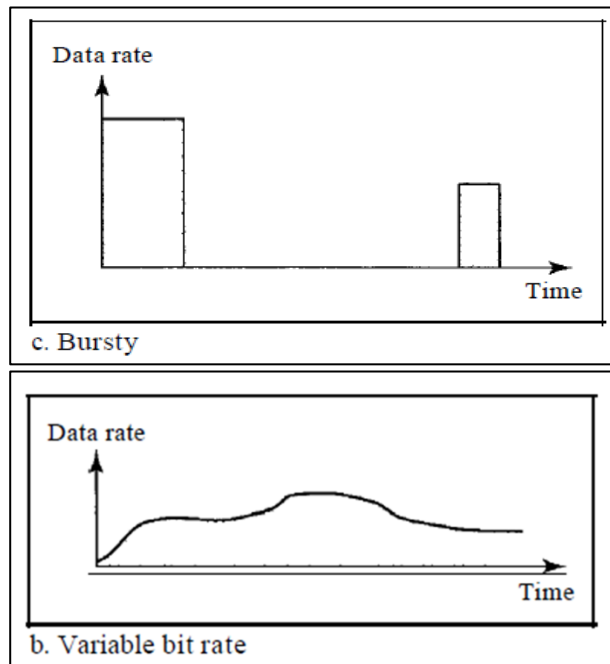 Data rate
Time
c. Bursty
Data rate
Time
b. Variable bit rate